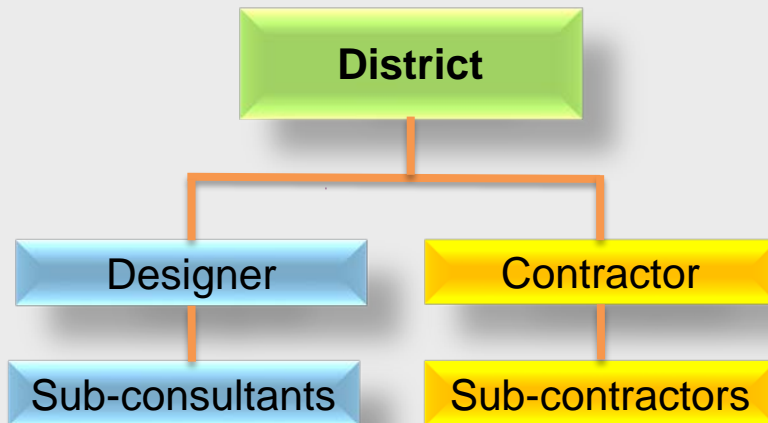 District
Designer
Contractor
Sub-consultants
Sub-contractors